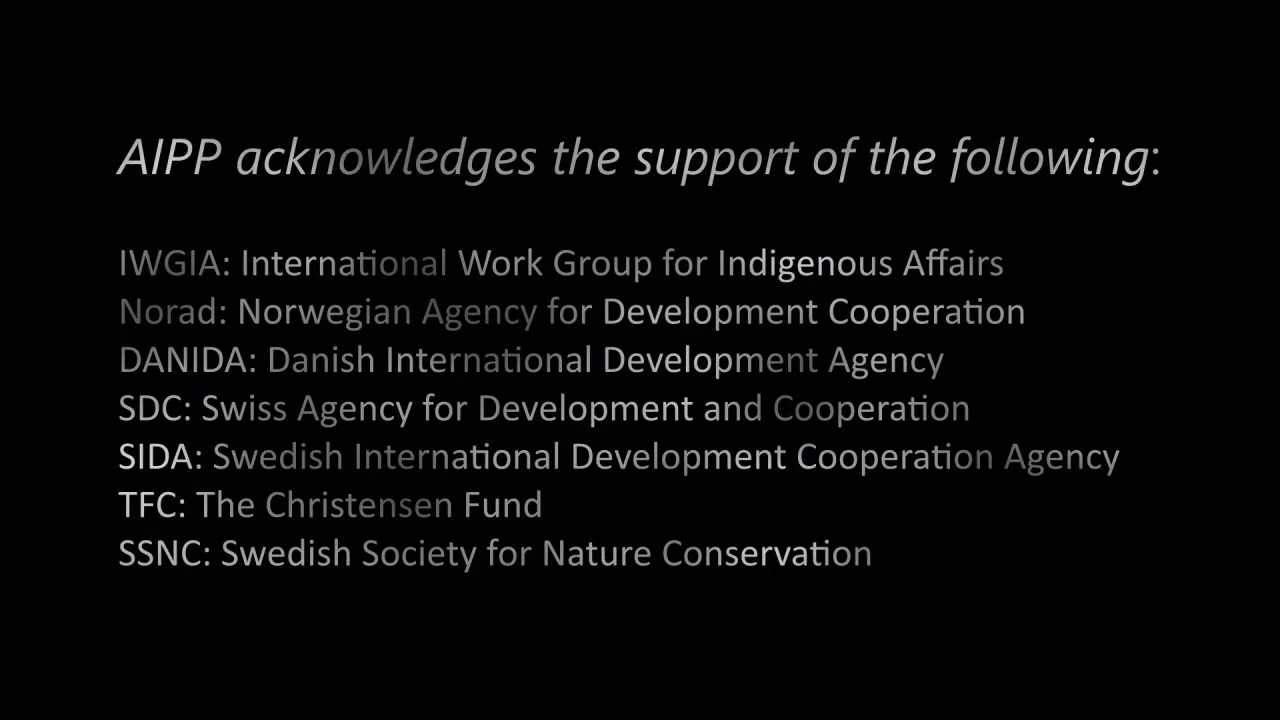 AIPP acknowledges the support of the following:
IWGIA: International Work Group for Indigenous Affairs
Norad: Norwegian Agency for Development Cooperation
DANIDA: Danish International Development Agency
SDC: Swiss Agency for Development and Cooperation
SIDA: Swedish International Development Cooperation Agency
TFC: The Christensen Fund
SSNC: Swedish Society for Nature Conservation